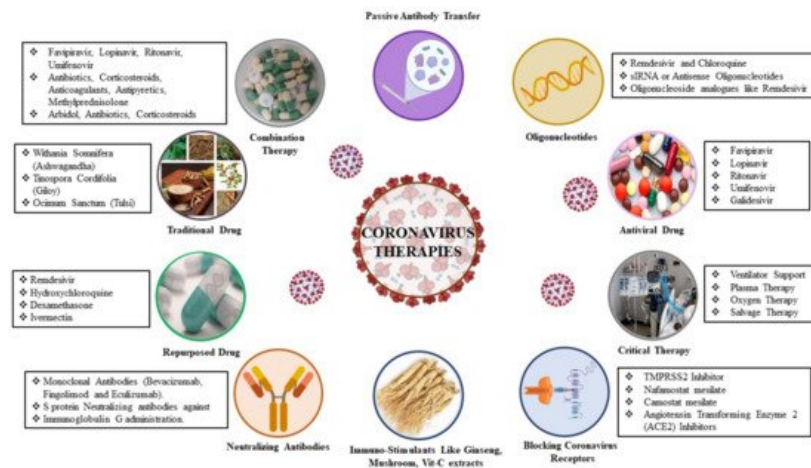 Passive Antibody Transfer
❖ Favipiravir, Lopinavir, Ritonavir,
Umifenovir
❖ Antibiotics, Corticosteroids,
Anticoagulants, Antipyretics,
Methylprednisolone
❖ Arbidol, Antibiotics, Corticosteroids
Combination
Therapy
❖ Remdesivir and Chloroquine
❖ siRNA or Antisense Oligonucleotides
❖ Oligonucleoside analogues like Remdesivir
Oligonucleotides
❖ Withania Somnifera
(Ashwagandha)
❖ Tinospora Cordifolia
(Giloy)
❖ Ocimum Sanctum (Tulsi)
Traditional Drug
❖ Favipiravir
❖ Lopinavir
❖ Ritonavir
❖ Umifenovir
❖ Galidesivir
Antiviral Drug
CORONAVIRUS
THERAPIES
❖ Remdesivir
❖ Hydroxychloroquine
❖ Dexamethasone
❖ Ivermectin
Repurposed Drug
❖ Ventilator Support
❖ Plasma Therapy
❖ Oxygen Therapy
❖ Salvage Therapy
Critical Therapy
❖ Monoclonal Antibodies (Bevacizumab,
Fingolimod and Eculizumab).
❖ S protein Neutralizing antibodies against
❖ Immunoglobulin G administration.
Neutralizing Antibodies
Immuno-Stimulants Like Ginseng,
Mushroom, Vit-C extracts
❖ TMPRSS2 Inhibitor
❖ Nafamostat mesilate
❖ Camostat mesilate
❖ Angiotensin Transforming Enzyme 2
(ACE2) Inhibitors
Blocking Coronavirus
Receptors